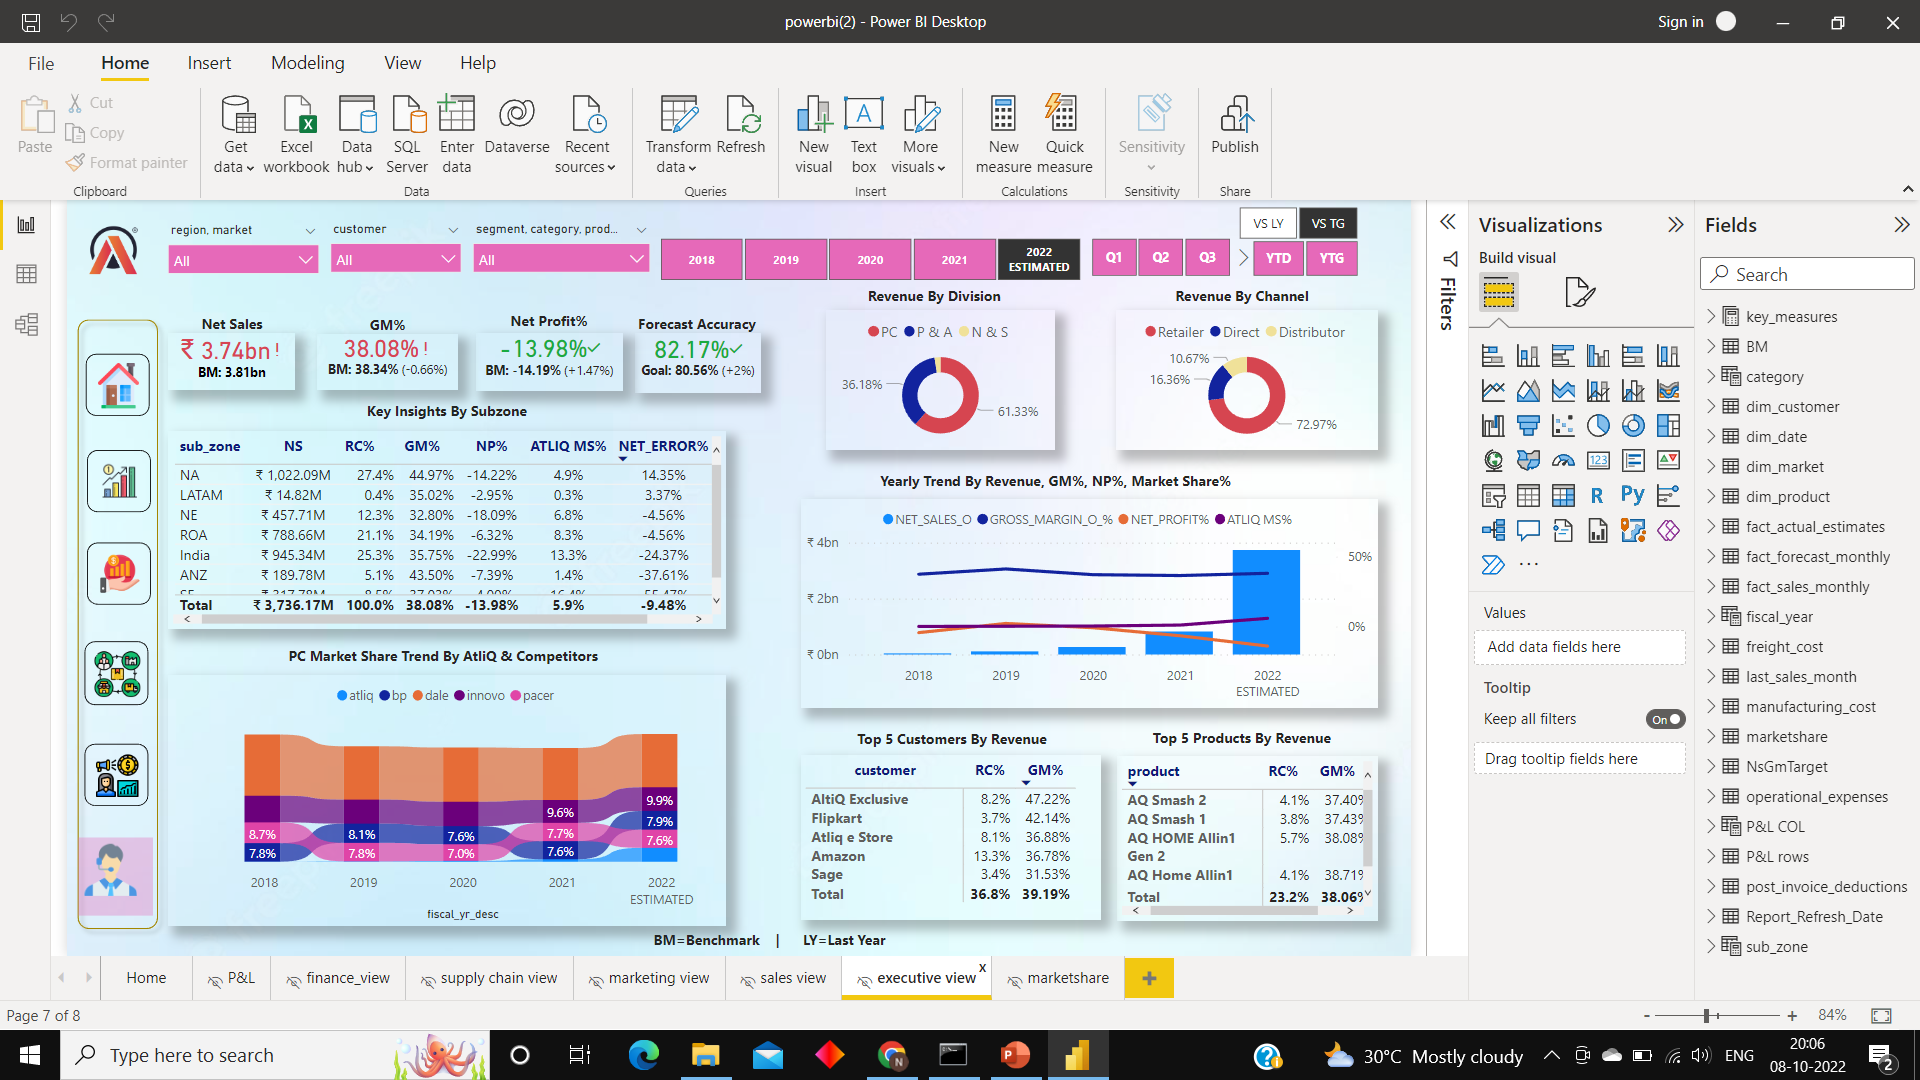 powerbi(2) - Power BI Desktop
Sign in
File Home Insert Modeling View Help
Paste
Cut
Copy
Format painter
Clipboard
Get data
Excel workbook
Data hub
SQL Server
Enter data
Dataverse
Recent sources
Data
Transform data
Refresh
Queries
New visual
Text box
More visuals
Insert
New measure
Quick measure
Calculations
Sensitivity
Sensitivity
Publish
Share
region, market
All
customer
All
segment, category, prod...
All
2018
2019
2020
2021
2022 ESTIMATED
VS LY
VS TG
Q1
Q2
Q3
YTD
YTG
Net Sales
₹ 3.74bn!
BM: 3.81bn
GM%
38.08%!
BM: 38.34% (-0.66%)
Net Profit%
-13.98%
BM: -14.19% (+1.47%)
Forecast Accuracy
82.17%
Goal: 80.56% (+2%)
Key Insights By Subzone
sub_zone NS RC% GM% NP% ATLIQ MS% NET_ERROR%
NA ₹ 1,022.09M 27.4% 44.97% -14.22% 4.9% 14.35%
LATAM ₹ 14.82M 0.4% 35.02% -2.95% 0.3% 3.37%
NE ₹ 457.71M 12.3% 32.80% -18.09% 6.8% -4.56%
ROA ₹ 788.66M 21.1% 34.19% -6.32% 8.3% -4.56%
India ₹ 945.34M 25.3% 35.75% -22.99% 13.3% -24.37%
ANZ ₹ 189.78M 5.1% 43.50% -7.39% 1.4% -37.61%
Total ₹ 3,736.17M 100.0% 38.08% -13.98% 5.9% -9.48%
PC Market Share Trend By AtliQ & Competitors
atliq bp dale innovo pacer
8.7%
7.8%
8.1%
7.8%
7.6%
7.0%
9.6%
7.7%
7.6%
9.9%
7.9%
7.6%
2018 2019 2020 2021 2022 ESTIMATED
fiscal_yr_desc
Revenue By Division
PC P & A N & S
36.18%
61.33%
Revenue By Channel
Retailer Direct Distributor
10.67%
16.36%
72.97%
Yearly Trend By Revenue, GM%, NP%, Market Share%
NET_SALES_O GROSS_MARGIN_O_% NET_PROFIT% ATLIQ MS%
₹ 4bn
₹ 2bn
₹ 0bn
50%
0%
2018 2019 2020 2021 2022 ESTIMATED
Top 5 Customers By Revenue
customer RC% GM%
AltiQ Exclusive 8.2% 47.22%
Flipkart 3.7% 42.14%
Atliq e Store 8.1% 36.88%
Amazon 13.3% 36.78%
Sage 3.4% 31.53%
Total 36.8% 39.19%
Top 5 Products By Revenue
product RC% GM%
AQ Smash 2 4.1% 37.40%
AQ Smash 1 3.8% 37.43%
AQ HOME Allin1 Gen 2 5.7% 38.08%
AQ Home Allin1 4.1% 38.71%
Total 23.2% 38.06%
BM=Benchmark | LY=Last Year
Filters
Visualizations
Build visual
123
R
Py
...
Values
Add data fields here
Tooltip
Keep all filters
On
Drag tooltip fields here
Fields
Search
key_measures
BM
category
dim_customer
dim_date
dim_market
dim_product
fact_actual_estimates
fact_forecast_monthly
fact_sales_monthly
fiscal_year
freight_cost
last_sales_month
manufacturing_cost
marketshare
NsGmTarget
operational_expenses
P&L COL
P&L rows
post_invoice_deductions
Report_Refresh_Date
sub_zone
Home
P&L
finance_view
supply chain view
marketing view
sales view
executive view
x
marketshare
+
Page 7 of 8
- + 84%
Type here to search
30°C Mostly cloudy
ENG
20:06
08-10-2022
2